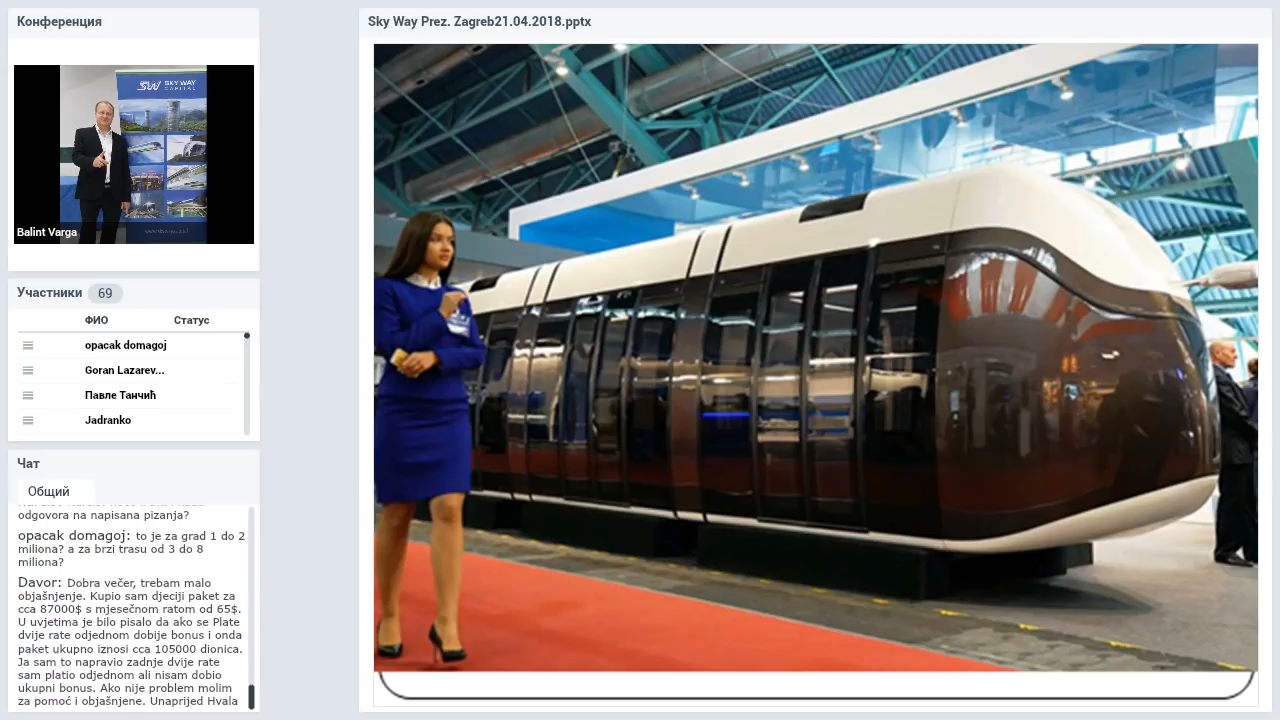 Конференция
SKY WAY
CAPITAL
Balint Varga
Участники 69
ФИО Статус
opacak domagoj
Goran Lazarev...
Павле Танчић
Jadranko
Чат
Общий
odgovora na napisana pizanja?
opacak domagoj: to je za grad 1 do 2
miliona? a za brzi trasu od 3 do 8
miliona?
Davor: Dobra večer, trebam malo
objašnjenje. Kupio sam djeciji paket za
cca 87000$ s mjesečnom ratom od 65$.
U uvjetima je bilo pisalo da ako se Plate
dvije rate odjednom dobije bonus i onda
paket ukupno iznosi cca 105000 dionica.
Ja sam to napravio zadnje dvije rate
sam platio odjednom ali nisam dobio
ukupni bonus. Ako nije problem molim
za pomoć i objašnjene. Unaprijed Hvala
Sky Way Prez. Zagreb21.04.2018.pptx